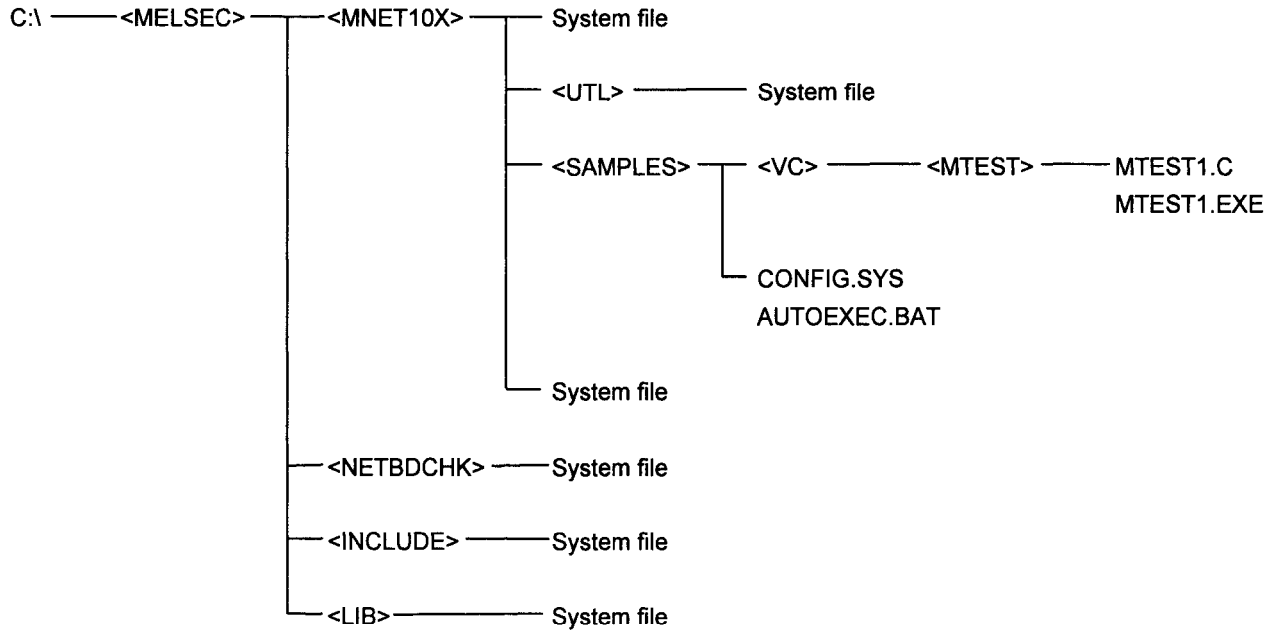 C:\ <MELSEC> <MNET10X> System file
<UTL> System file
<SAMPLES> <VC> <MTEST> MTEST1.C
MTEST1.EXE
CONFIG.SYS
AUTOEXEC.BAT
System file
<NETBDCHK> System file
<INCLUDE> System file
<LIB> System file